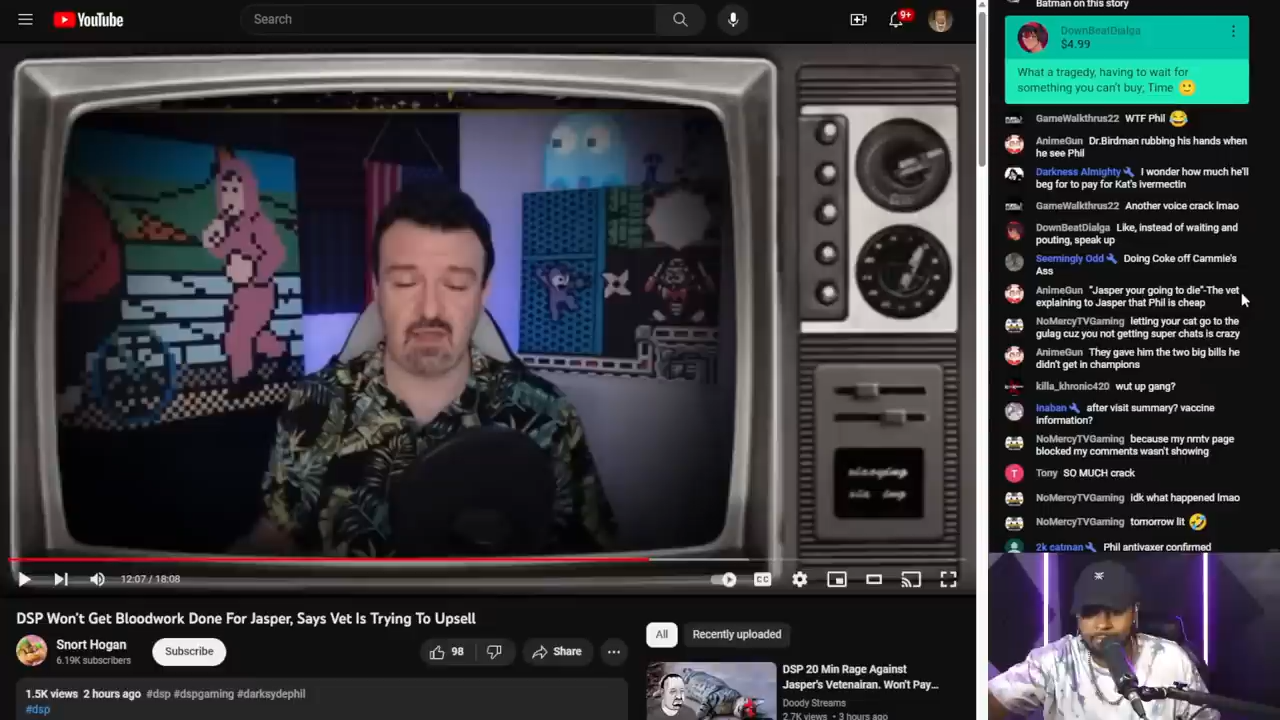 YouTube
Search
9+
12:07 / 18:08
CC
DSP Won't Get Bloodwork Done For Jasper, Says Vet Is Trying To Upsell
Snort Hogan
6.19K subscribers
Subscribe
98
Share
1.5K views 2 hours ago #dsp #dspgaming #darksydephil
#dsp
All
Recently uploaded
DSP 20 Min Rage Against
Jasper's Vetenairan. Won't Pay...
Doody Streams
2.7K views • 3 hours ago
Batman on this story
DownBeatDialga
$4.99
What a tragedy, having to wait for
something you can't buy, Time 🙂
GameWalkthrus22 WTF Phil 😂
AnimeGun Dr.Birdman rubbing his hands when
he see Phil
Darkness Almighty I wonder how much he'll
beg for to pay for Kat's ivermectin
GameWalkthrus22 Another voice crack lmao
DownBeatDialga Like, instead of waiting and
pouting, speak up
Seemingly Odd Doing Coke off Cammie's
Ass
AnimeGun "Jasper your going to die"-The vet
explaining to Jasper that Phil is cheap
NoMercyTVGaming letting your cat go to the
gulag cuz you not getting super chats is crazy
AnimeGun They gave him the two big bills he
didn't get in champions
killa_khronic420 wut up gang?
Inaban after visit summary? vaccine
information?
NoMercyTVGaming because my nmtv page
blocked my comments wasn't showing
T
Tony SO MUCH crack
NoMercyTVGaming idk what happened lmao
NoMercyTVGaming tomorrow lit 🤣
2k catman Phil antivaxer confirmed